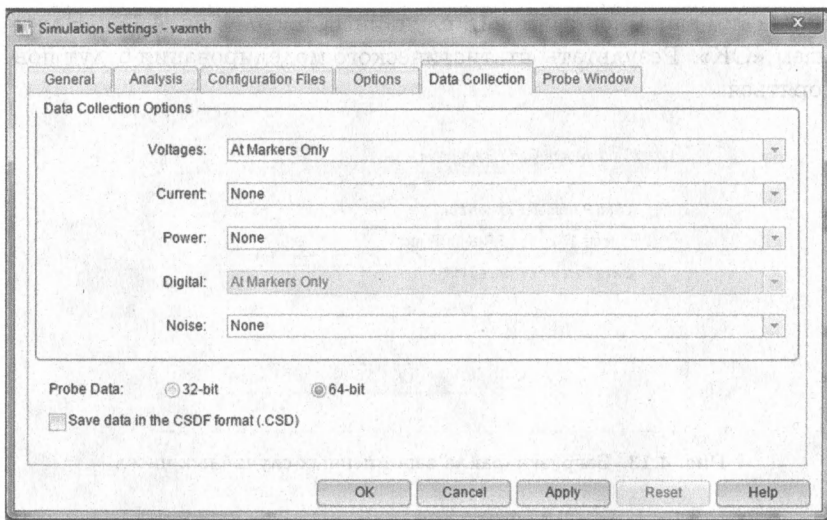 Simulation Settings - vaxnth
General Analysis Configuration Files Options Data Collection Probe Window
Data Collection Options
Voltages: At Markers Only
Current: None
Power: None
Digital: At Markers Only
Noise: None
Probe Data: 32-bit 64-bit
Save data in the CSDF format (.CSD)
OK Cancel Apply Reset Help